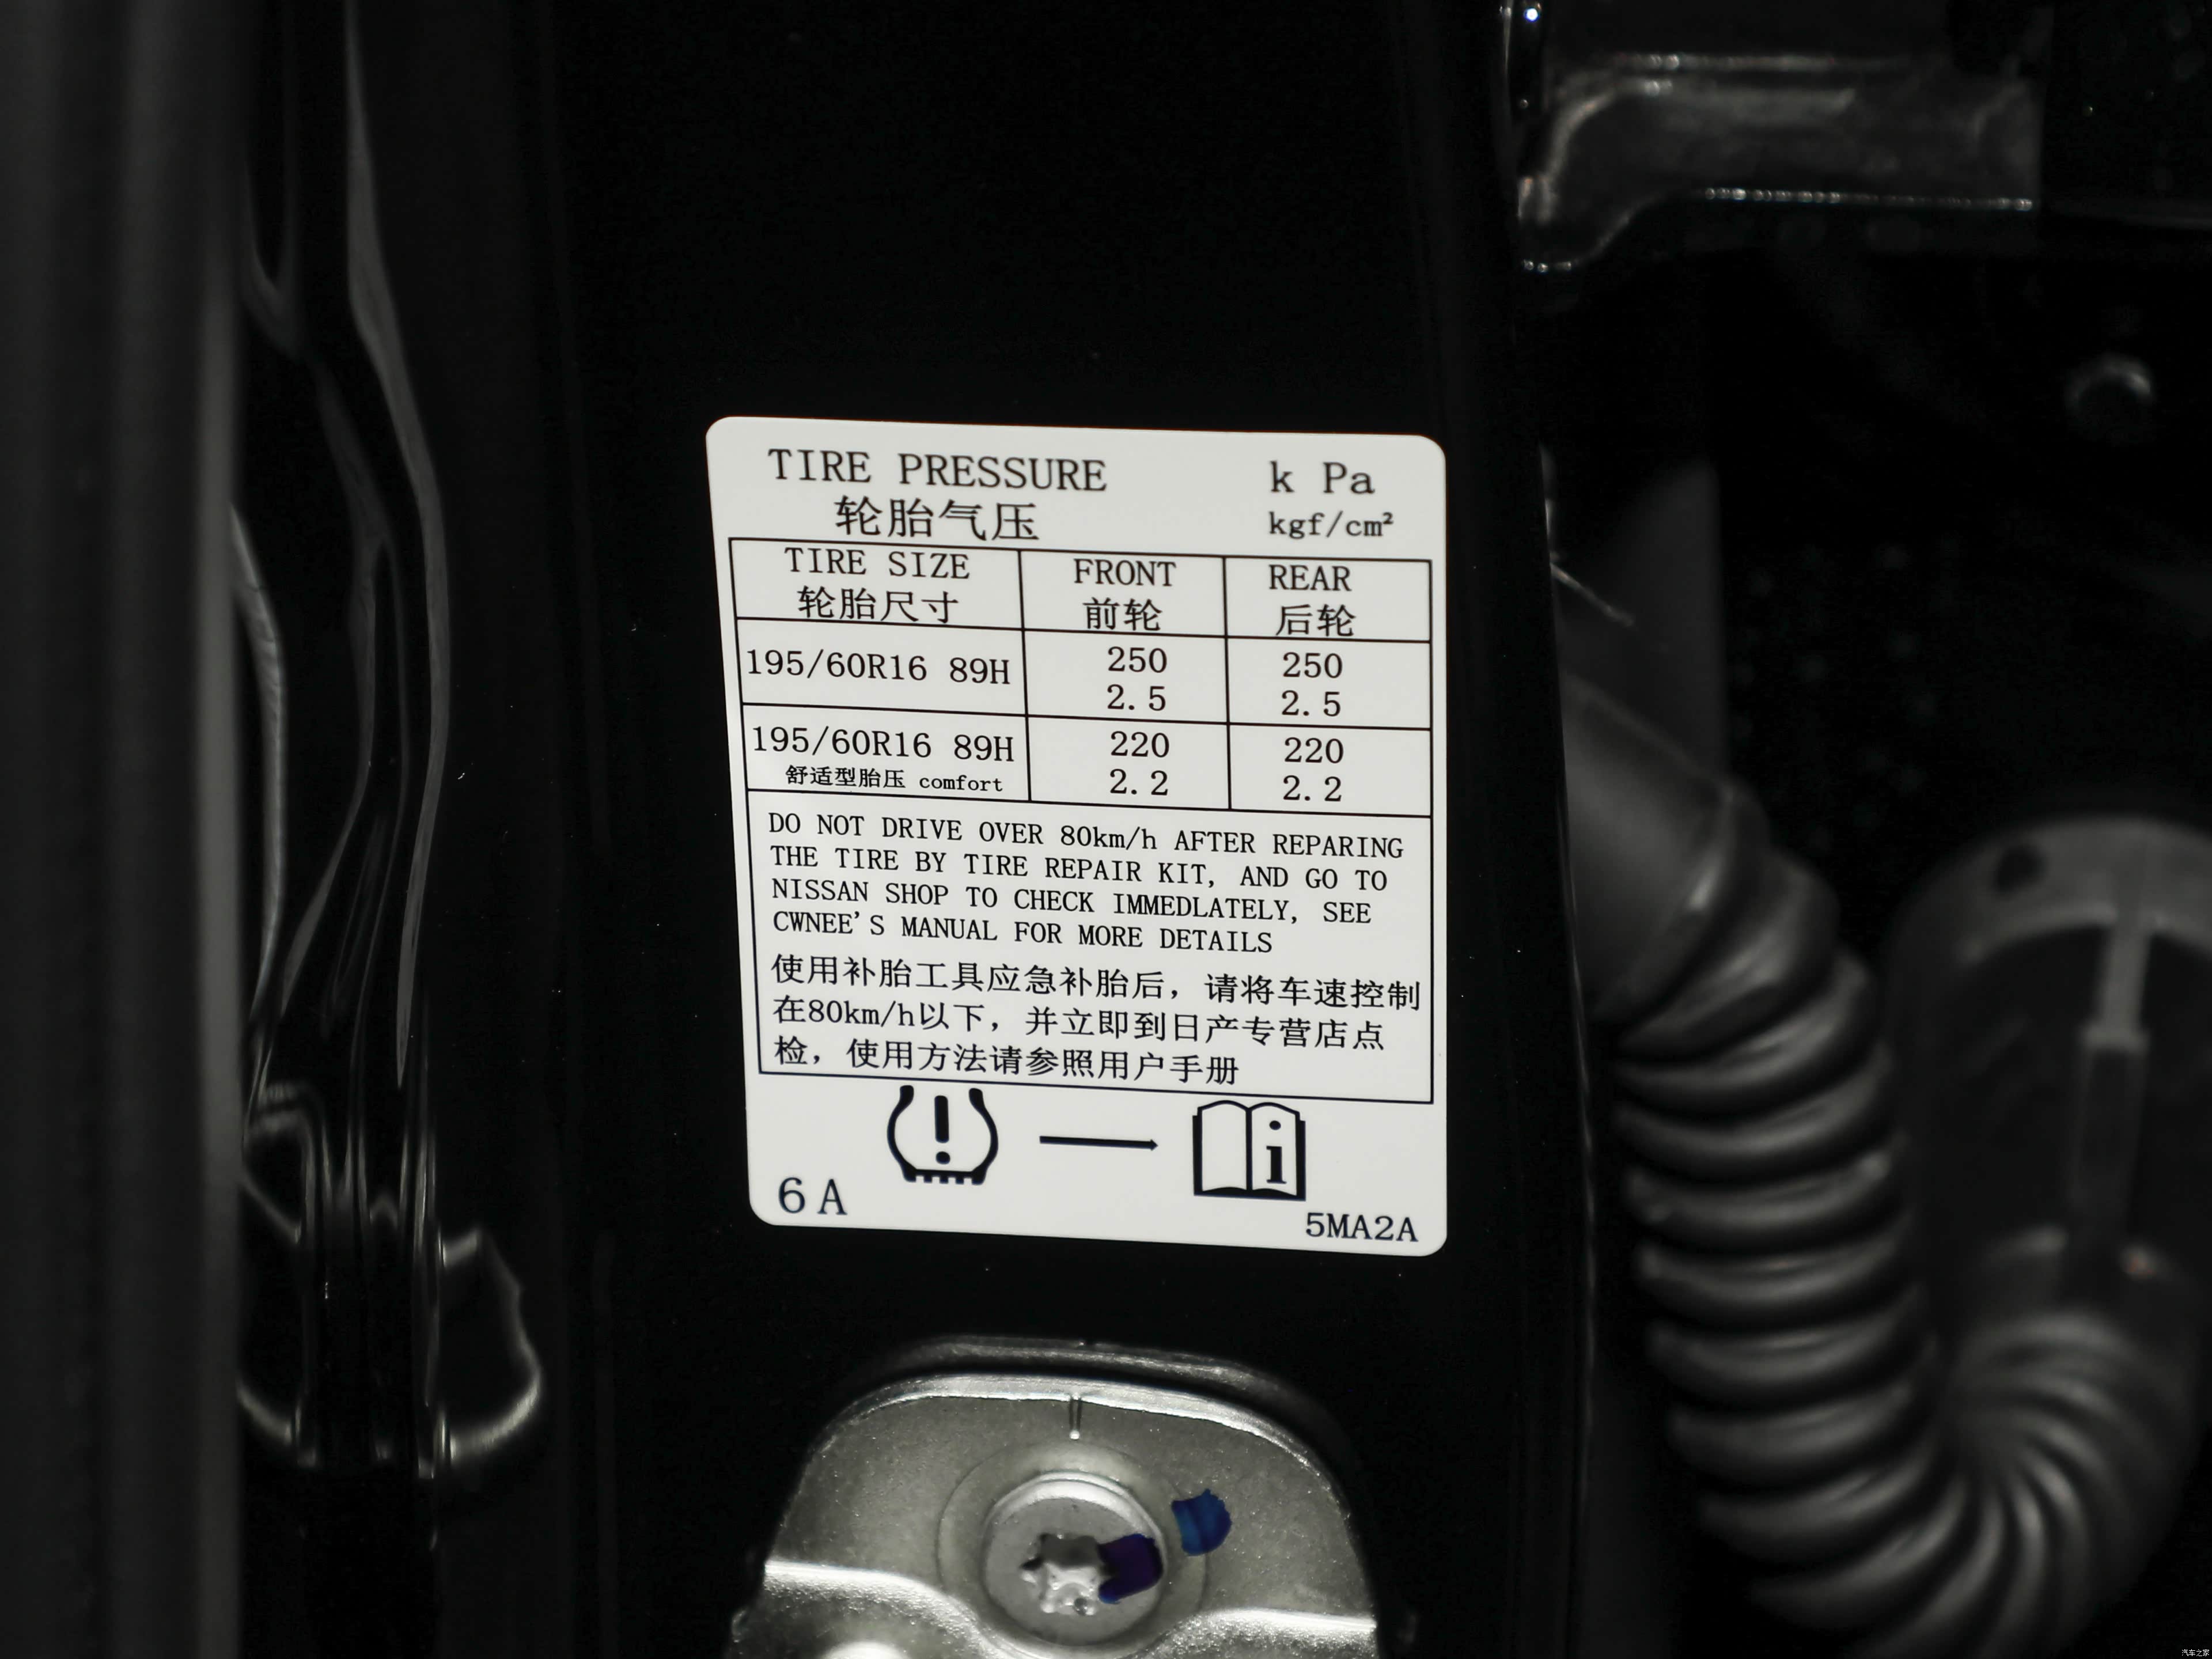 TIRE PRESSURE k Pa
轮胎气压 kgf/cm²
TIRE SIZE FRONT REAR
轮胎尺寸 前轮 后轮
195/60R16 89H 250 250
2.5 2.5
195/60R16 89H 220 220
舒适型胎压 comfort 2.2 2.2
DO NOT DRIVE OVER 80km/h AFTER REPARING
THE TIRE BY TIRE REPAIR KIT, AND GO TO
NISSAN SHOP TO CHECK IMMEDLATELY, SEE
CWNEE'S MANUAL FOR MORE DETAILS
使用补胎工具应急补胎后，请将车速控制
在80km/h以下，并立即到日产专营店点
检，使用方法请参照用户手册
6A
5MA2A
汽车之家